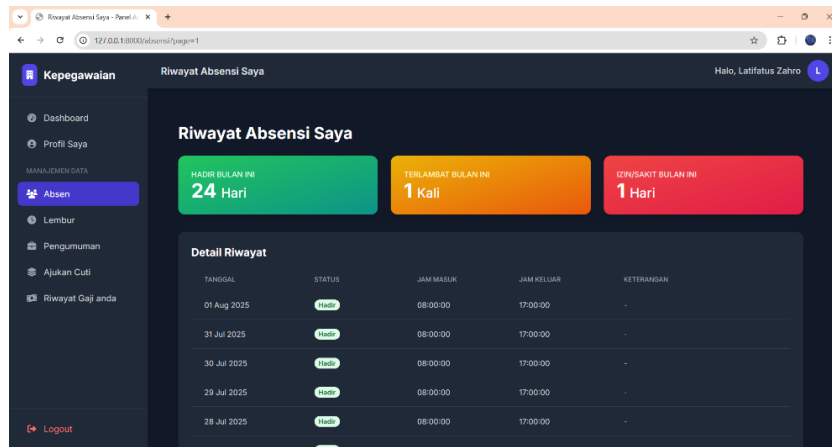 Riwayat Absensi Saya - Panel
127.0.0.1:8000/absensi?page=1
Kepegawaian
Riwayat Absensi Saya
Halo, Latifatus Zahro
L
Dashboard
Profil Saya
MANAJEMEN DATA
Absen
Lembur
Pengumuman
Ajukan Cuti
Riwayat Gaji anda
Logout
Riwayat Absensi Saya
HADIR BULAN INI
24 Hari
TERLAMBAT BULAN INI
1 Kali
IZIN/SAKIT BULAN INI
1 Hari
Detail Riwayat
TANGGAL STATUS JAM MASUK JAM KELUAR KETERANGAN
01 Aug 2025 Hadir 08:00:00 17:00:00 -
31 Jul 2025 Hadir 08:00:00 17:00:00 -
30 Jul 2025 Hadir 08:00:00 17:00:00 -
29 Jul 2025 Hadir 08:00:00 17:00:00 -
28 Jul 2025 Hadir 08:00:00 17:00:00 -